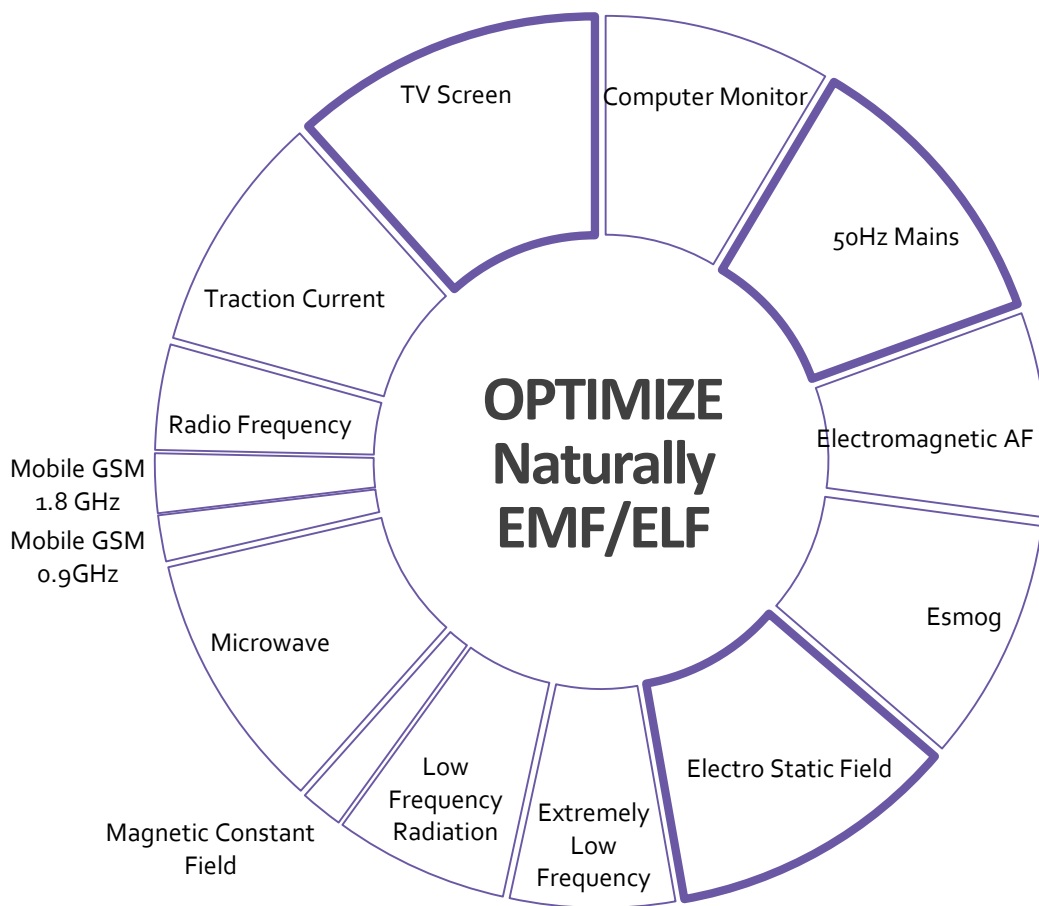 TV Screen
Computer Monitor
50Hz Mains
Electromagnetic AF
Esmog
Electro Static Field
Extremely
Low
Frequency
Low
Frequency
Radiation
Magnetic Constant
Field
Microwave
Mobile GSM
0.9GHz
Mobile GSM
1.8 GHz
Radio Frequency
Traction Current
OPTIMIZE
Naturally
EMF/ELF